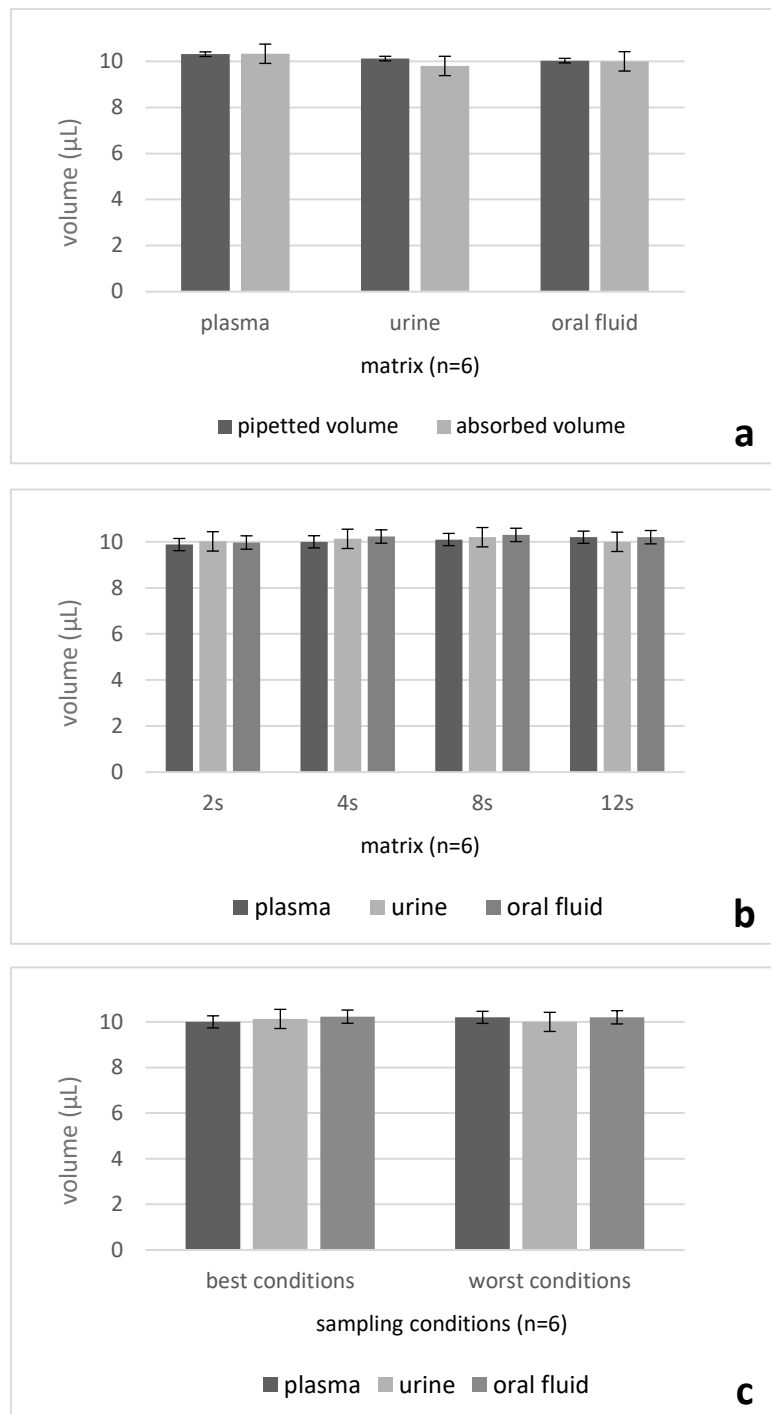 10
8
6
4
2
0
volume (µL)
plasma urine oral fluid
matrix (n=6)
pipetted volume absorbed volume
a
10
8
6
4
2
0
volume (µL)
2s 4s 8s 12s
matrix (n=6)
plasma urine oral fluid
b
10
8
6
4
2
0
volume (µL)
best conditions worst conditions
sampling conditions (n=6)
plasma urine oral fluid
c